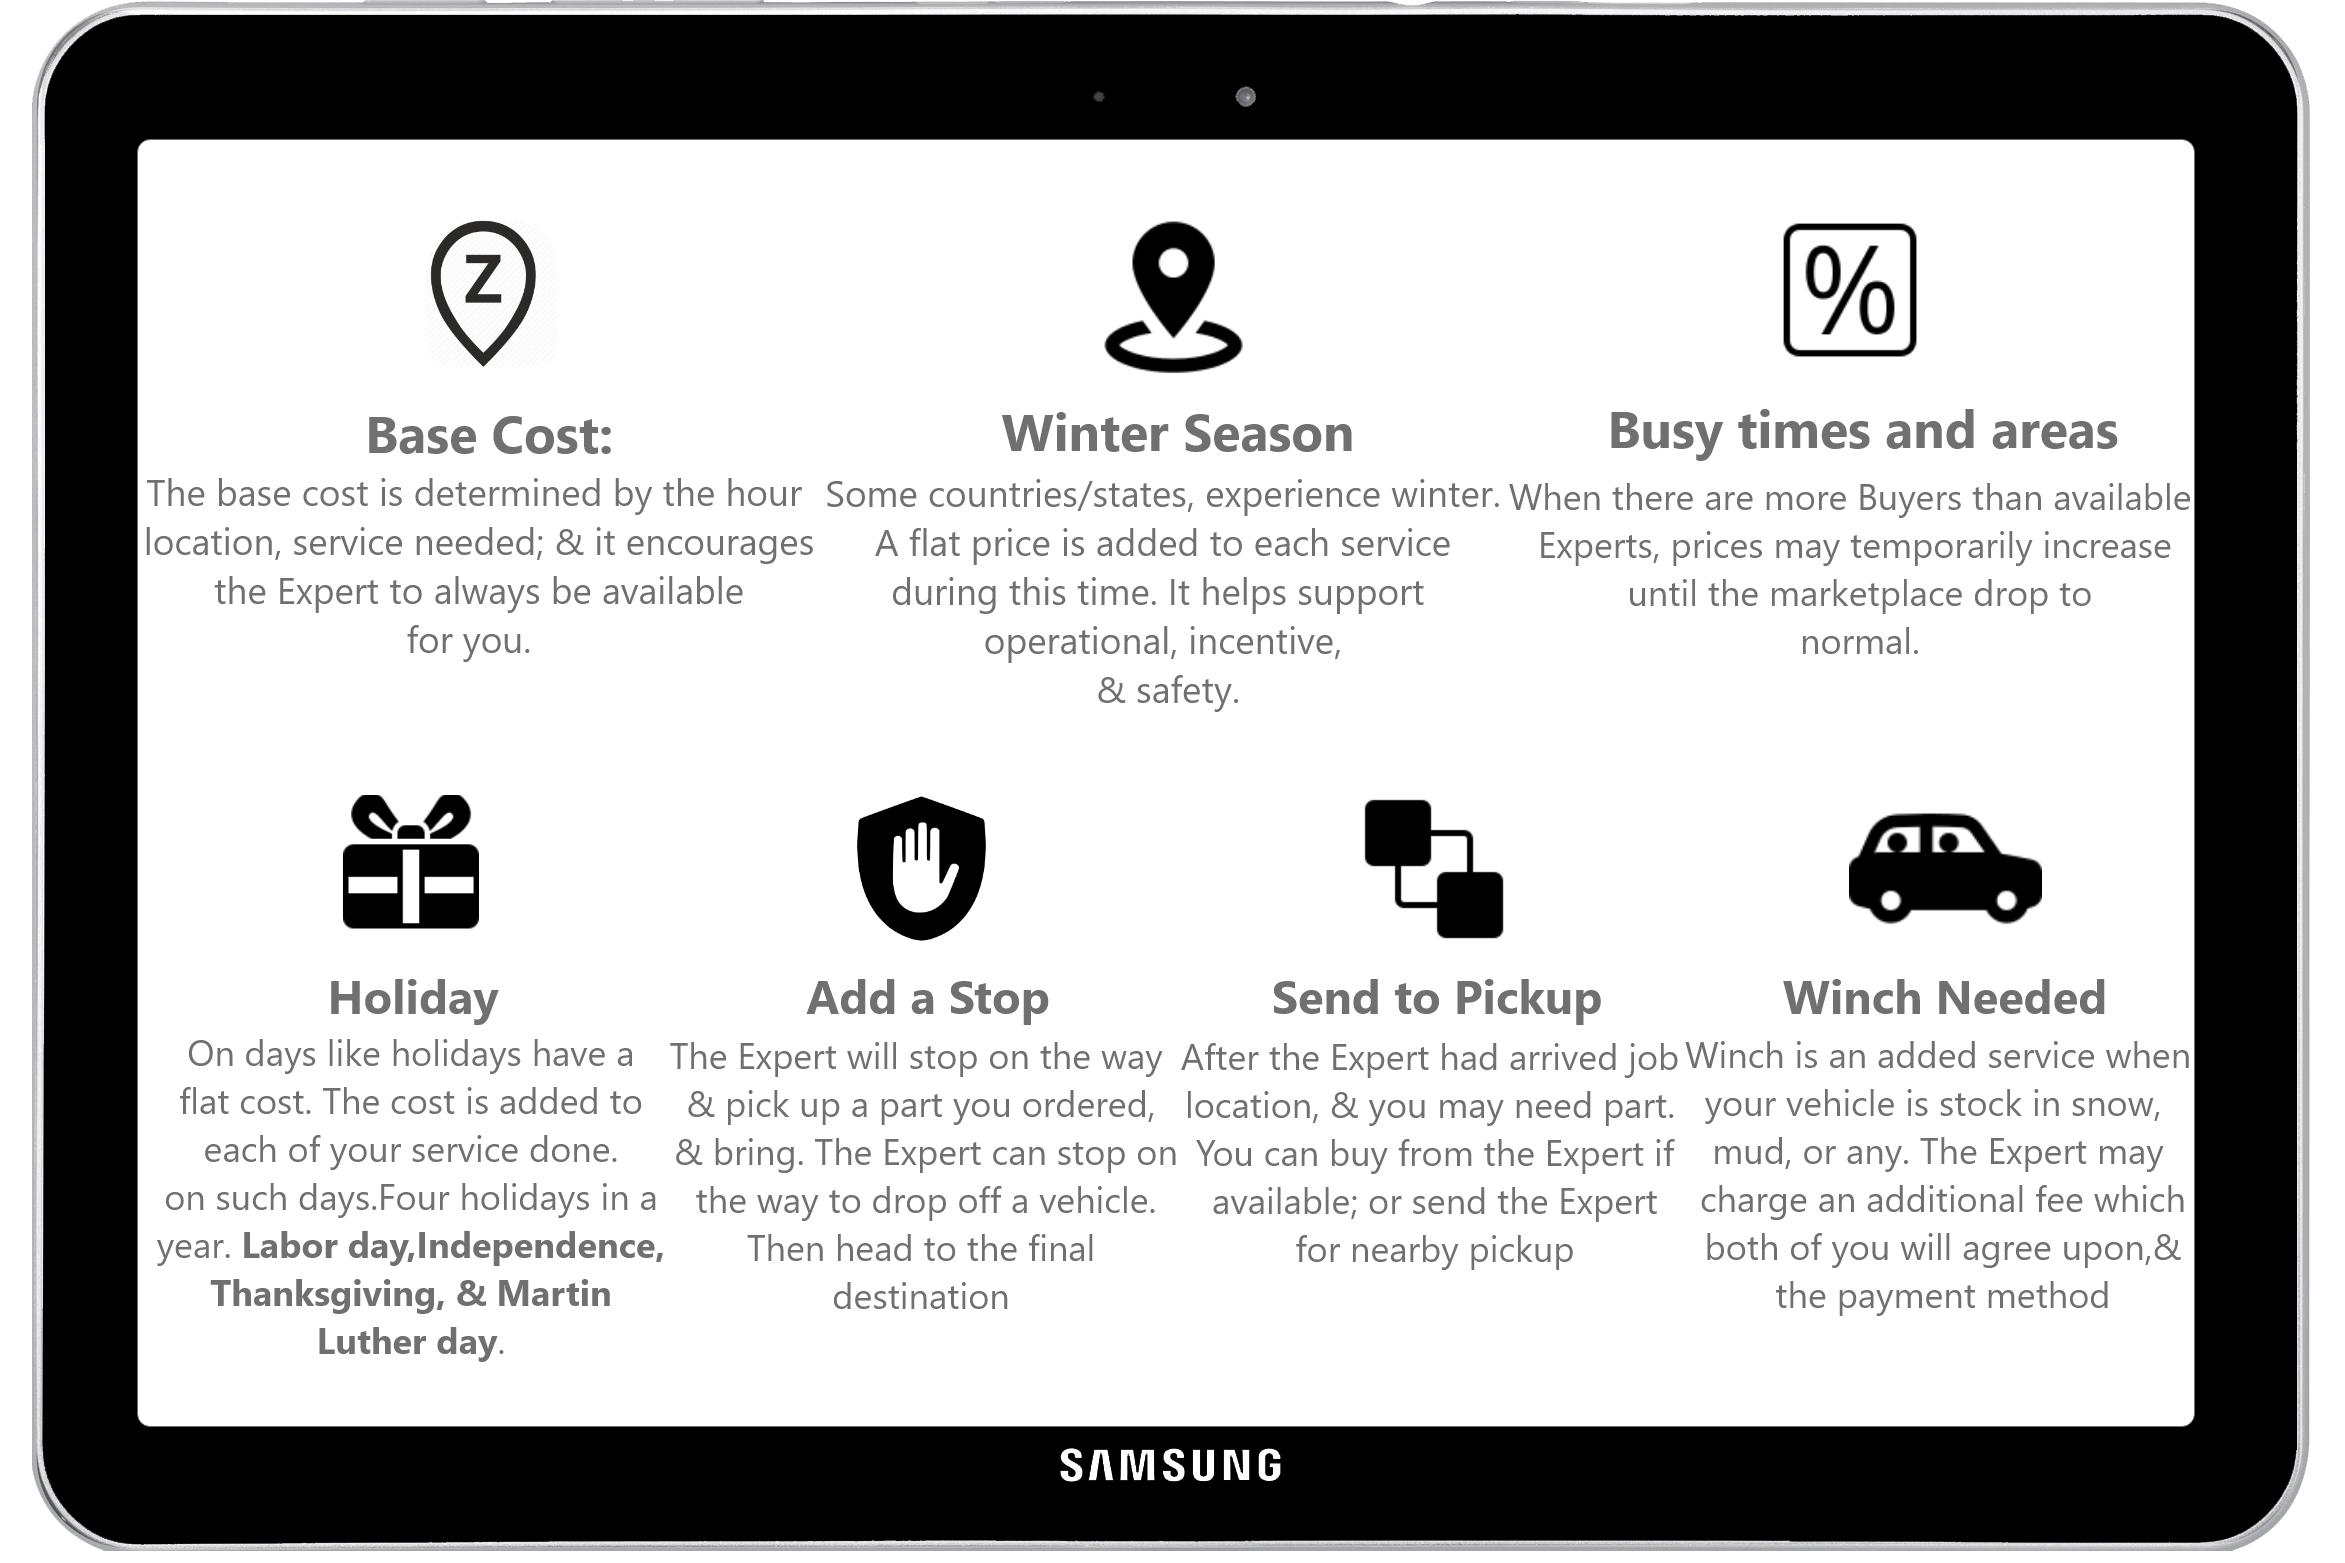 Z
%
Base Cost:
The base cost is determined by the hour
location, service needed; & it encourages
the Expert to always be available
for you.
Winter Season
Some countries/states, experience winter.
A flat price is added to each service
during this time. It helps support
operational, incentive,
& safety.
Busy times and areas
When there are more Buyers than available
Experts, prices may temporarily increase
until the marketplace drop to
normal.
Holiday
On days like holidays have a
flat cost. The cost is added to
each of your service done.
on such days.Four holidays in a
year. Labor day,Independence,
Thanksgiving, & Martin
Luther day.
Add a Stop
The Expert will stop on the way
& pick up a part you ordered,
& bring. The Expert can stop on
the way to drop off a vehicle.
Then head to the final
destination
Send to Pickup
After the Expert had arrived job
location, & you may need part.
You can buy from the Expert if
available; or send the Expert
for nearby pickup
Winch Needed
Winch is an added service when
your vehicle is stock in snow,
mud, or any. The Expert may
charge an additional fee which
both of you will agree upon,&
the payment method
SAMSUNG